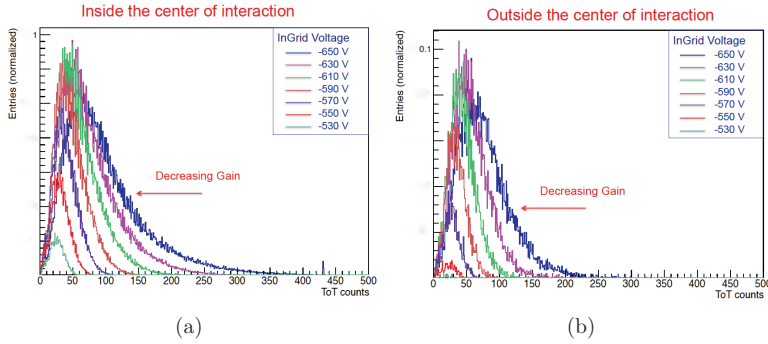 Inside the center of interaction
1
Entries (normalized)
InGrid Voltage
-650 V
-630 V
-610 V
-590 V
-570 V
-550 V
-530 V
Decreasing Gain
0 50 100 150 200 250 300 350 400 450 500
ToT counts
(a)
Outside the center of interaction
0.1
Entries (normalized)
InGrid Voltage
-650 V
-630 V
-610 V
-590 V
-570 V
-550 V
-530 V
Decreasing Gain
0 50 100 150 200 250 300 350 400 450 500
ToT counts
(b)